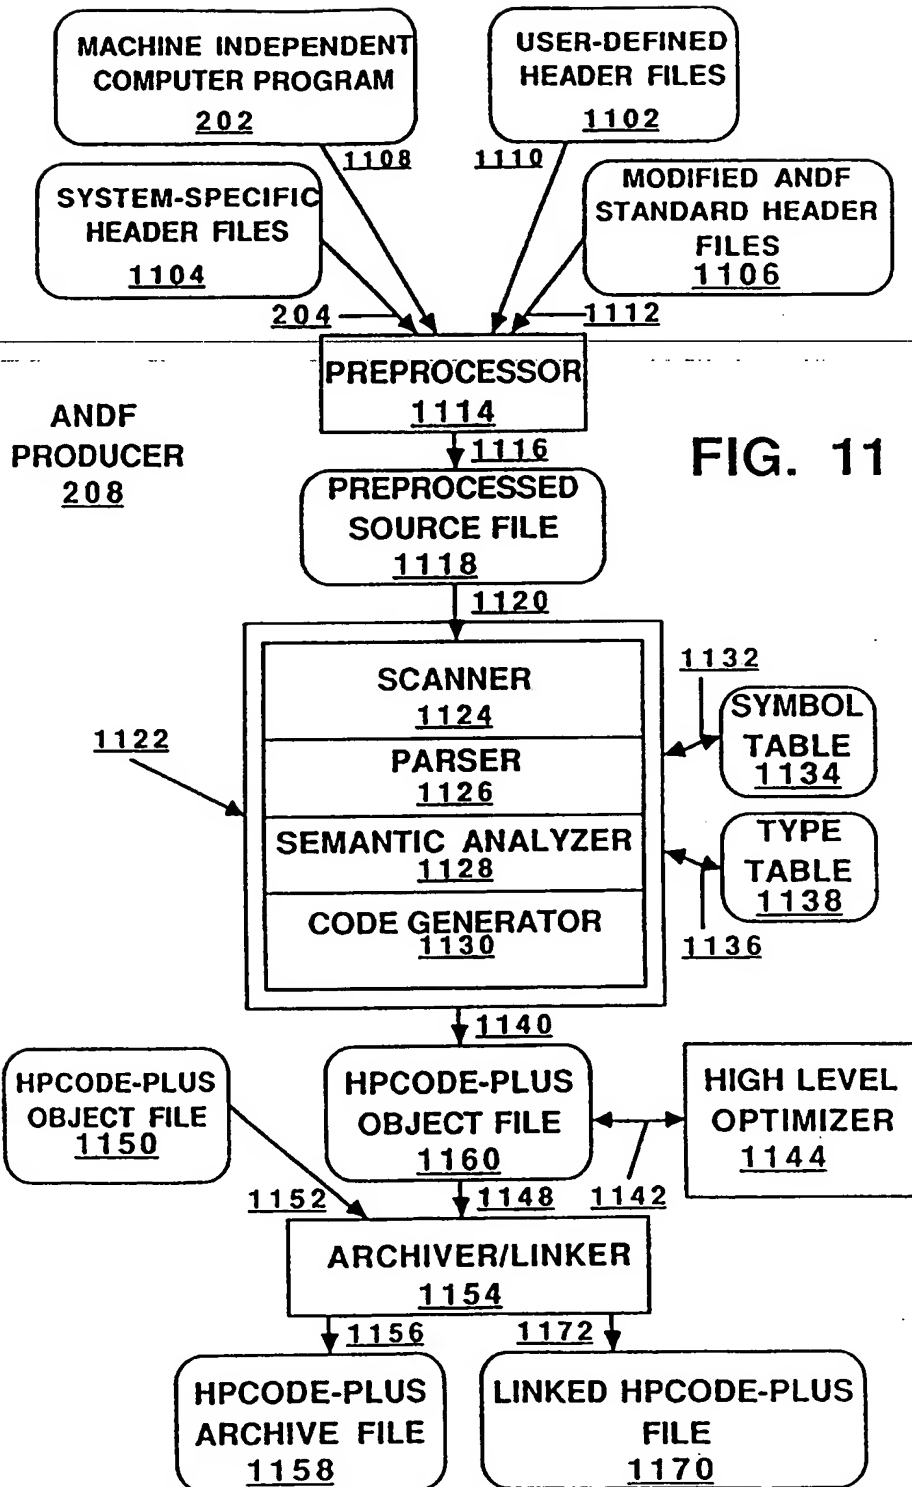 MACHINE INDEPENDENT
COMPUTER PROGRAM
202
USER-DEFINED
HEADER FILES
1102
1108
1110
SYSTEM-SPECIFIC
HEADER FILES
1104
MODIFIED ANDF
STANDARD HEADER
FILES
1106
204
1112
PREPROCESSOR
1114
ANDF
PRODUCER
208
1116
FIG. 11
PREPROCESSED
SOURCE FILE
1118
1120
SCANNER
1124
1132
SYMBOL
TABLE
1134
1122
PARSER
1126
SEMANTIC ANALYZER
1128
TYPE
TABLE
1138
CODE GENERATOR
1130
1136
1140
HPCODE-PLUS
OBJECT FILE
1150
HPCODE-PLUS
OBJECT FILE
1160
HIGH LEVEL
OPTIMIZER
1144
1152
1148
1142
ARCHIVER/LINKER
1154
1156
1172
HPCODE-PLUS
ARCHIVE FILE
1158
LINKED HPCODE-PLUS
FILE
1170